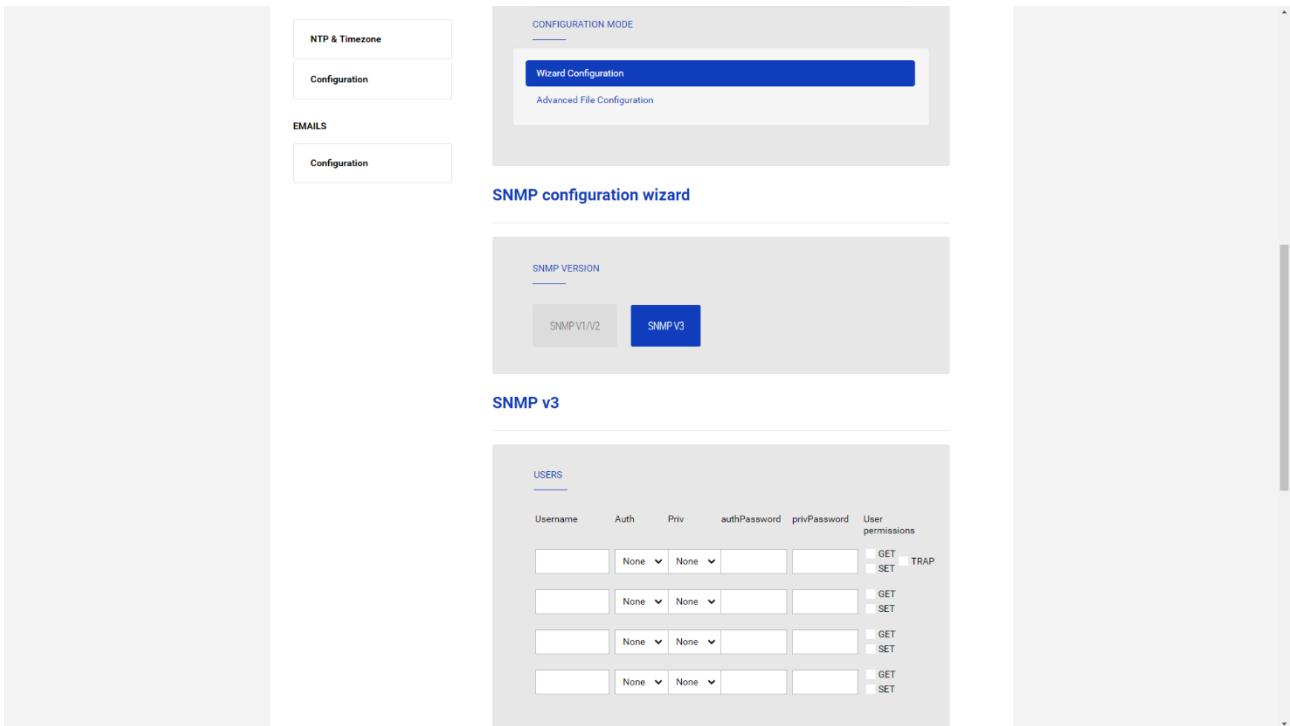 NTP & Timezone
Configuration
EMAILS
Configuration
CONFIGURATION MODE
Wizard Configuration
Advanced File Configuration
SNMP configuration wizard
SNMP VERSION
SNMP V1/V2 SNMP V3
SNMP v3
USERS
Username Auth Priv authPassword privPassword User permissions
None None GET SET TRAP
None None GET SET
None None GET SET
None None GET SET